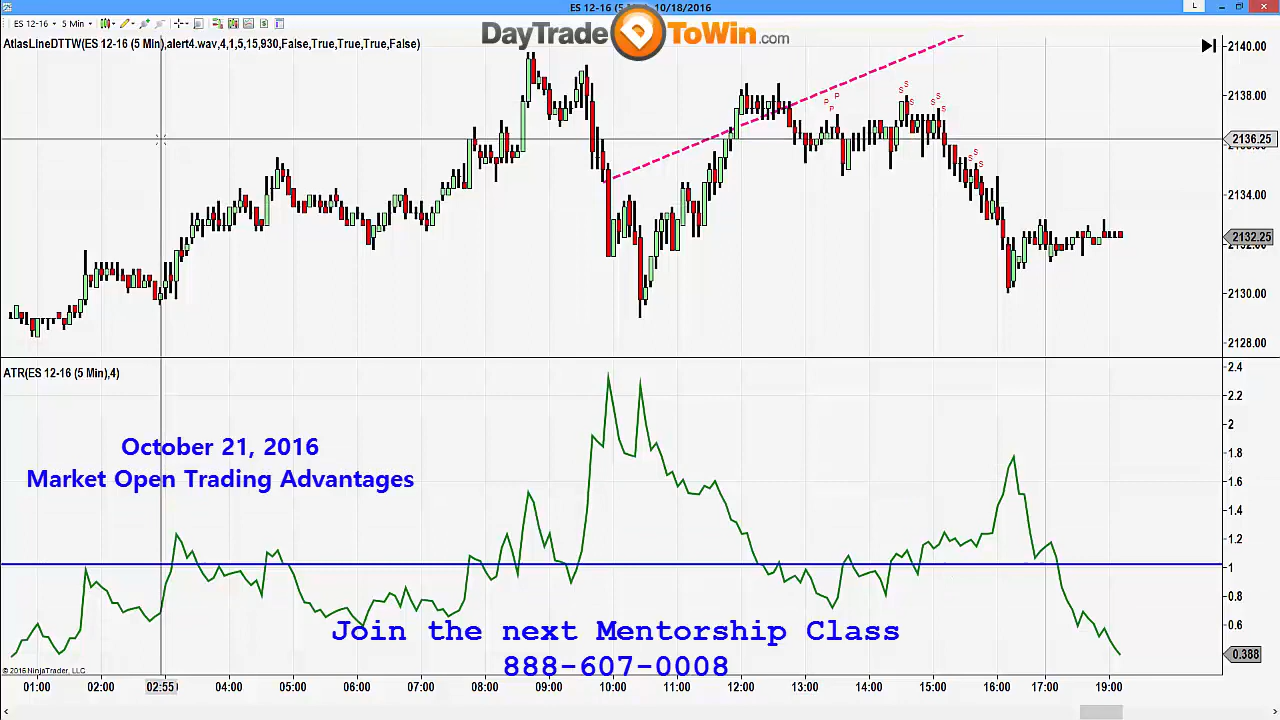 ES 12-16 (5 Min) 10/18/2016
ES 12-16
5 Min
DayTradeToWin.com
AtlasLineDTTW(ES 12-16 (5 Min),alert4.wav,4,1,5,15,930,False,True,True,True,False)
2140.00
2138.00
2136.25
2134.00
2132.25
2130.00
2128.00
P P P
S S S S S S
S S S
ATR(ES 12-16 (5 Min),4)
2.4
2.2
2
1.8
1.6
1.4
1.2
1
0.8
0.6
0.388
October 21, 2016
Market Open Trading Advantages
Join the next Mentorship Class
888-607-0008
© 2016 NinjaTrader, LLC
01:00 02:00 02:55 04:00 05:00 06:00 07:00 08:00 09:00 10:00 11:00 12:00 13:00 14:00 15:00 16:00 17:00 19:00